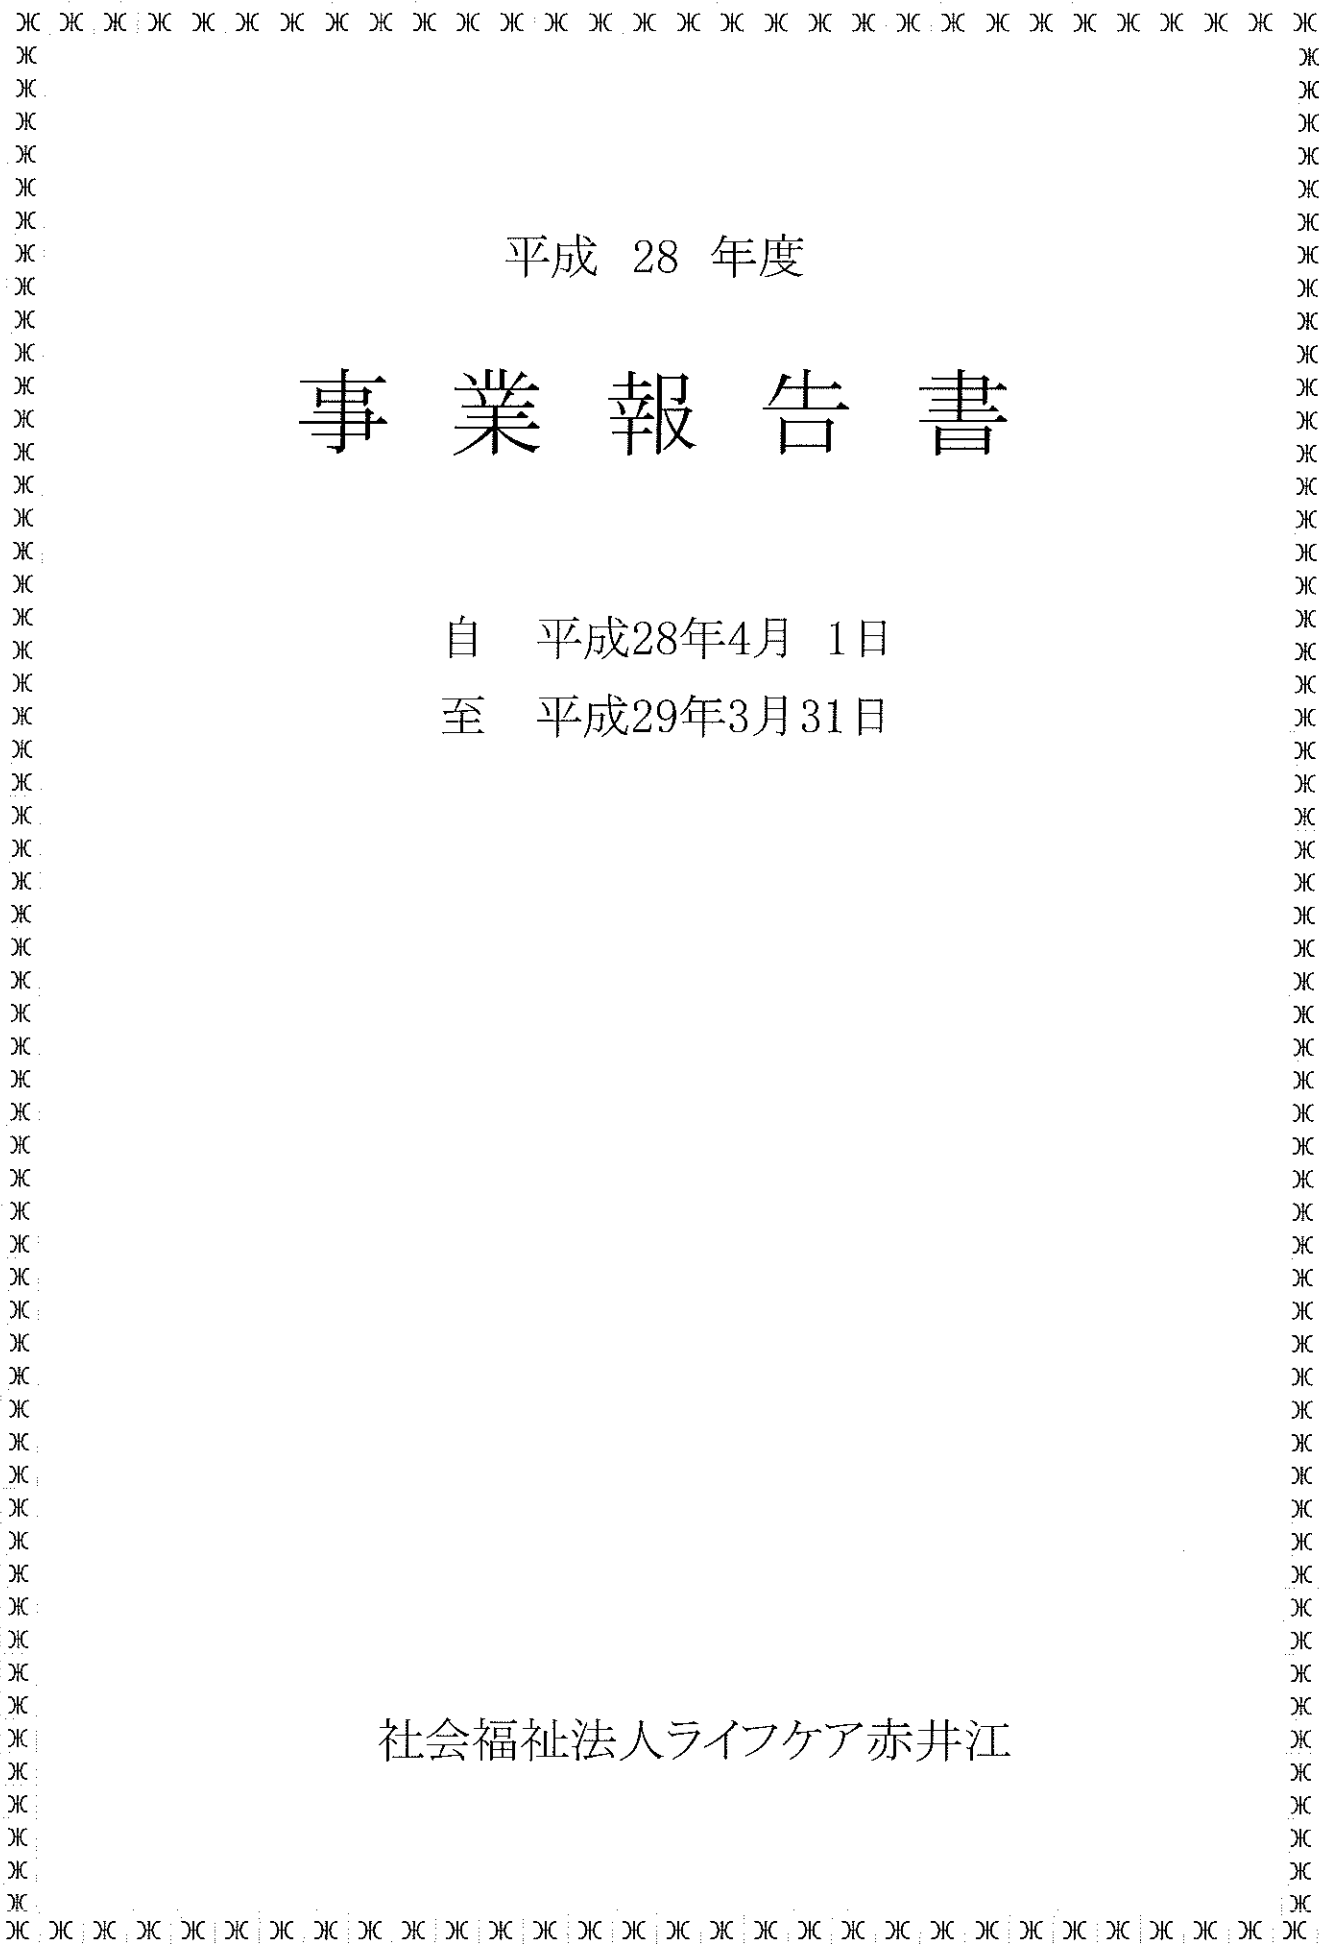 平成 28 年度
事 業 報 告 書
自 平成28年4月 1日
至 平成29年3月31日
社会福祉法人ライフケア赤井江